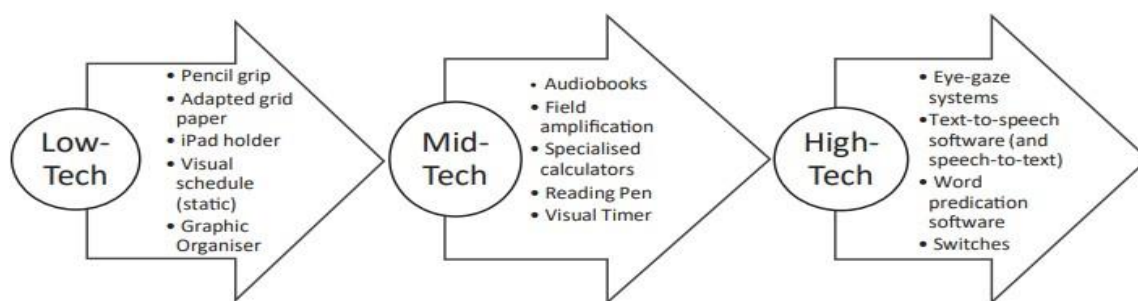 Low-
Tech
• Pencil grip
• Adapted grid
paper
• iPad holder
• Visual
schedule
(static)
• Graphic
Organiser
Mid-
Tech
• Audiobooks
• Field
amplification
• Specialised
calculators
• Reading Pen
• Visual Timer
High-
Tech
• Eye-gaze
systems
•Text-to-speech
software (and
speech-to-text)
• Word
predication
software
• Switches